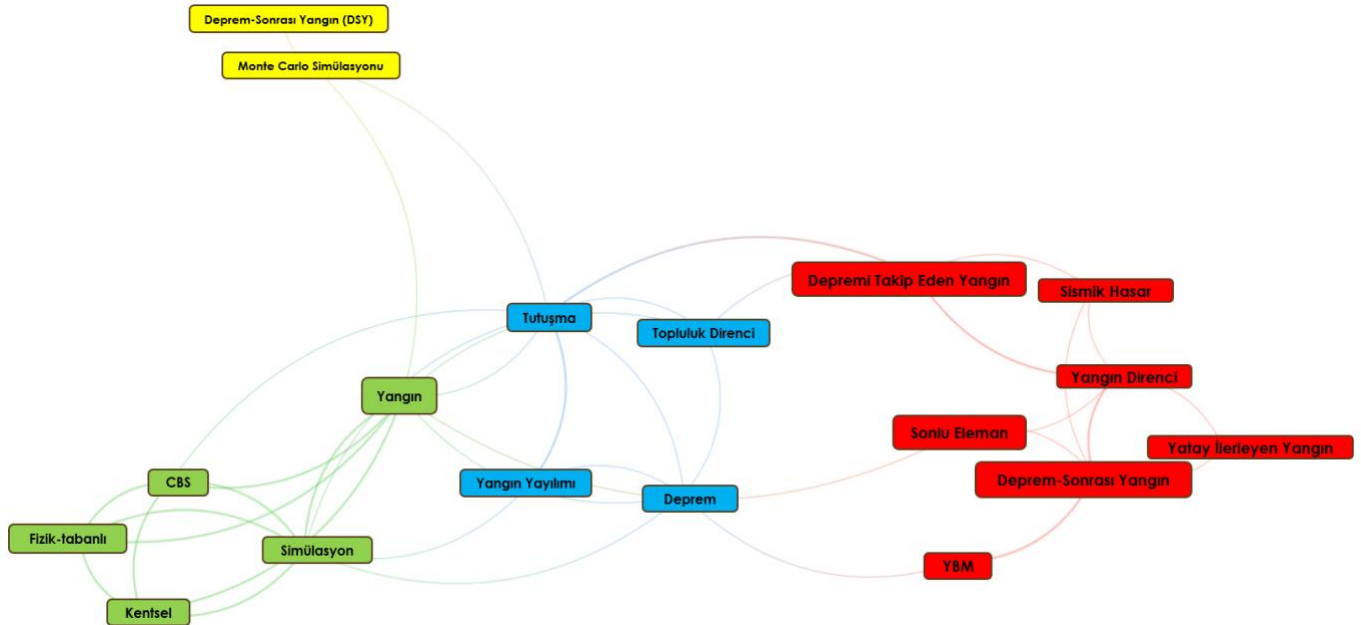 Deprem-Sonrası Yangın (DSY)
Monte Carlo Simülasyonu
Depremi Takip Eden Yangın
Sismik Hasar
Tutuşma
Topluluk Direnci
Yangın Direnci
Yangın
Sonlu Eleman
Yatay İlerleyen Yangın
CBS
Yangın Yayılımı
Deprem-Sonrası Yangın
Deprem
Fizik-tabanlı
Simülasyon
YBM
Kentsel